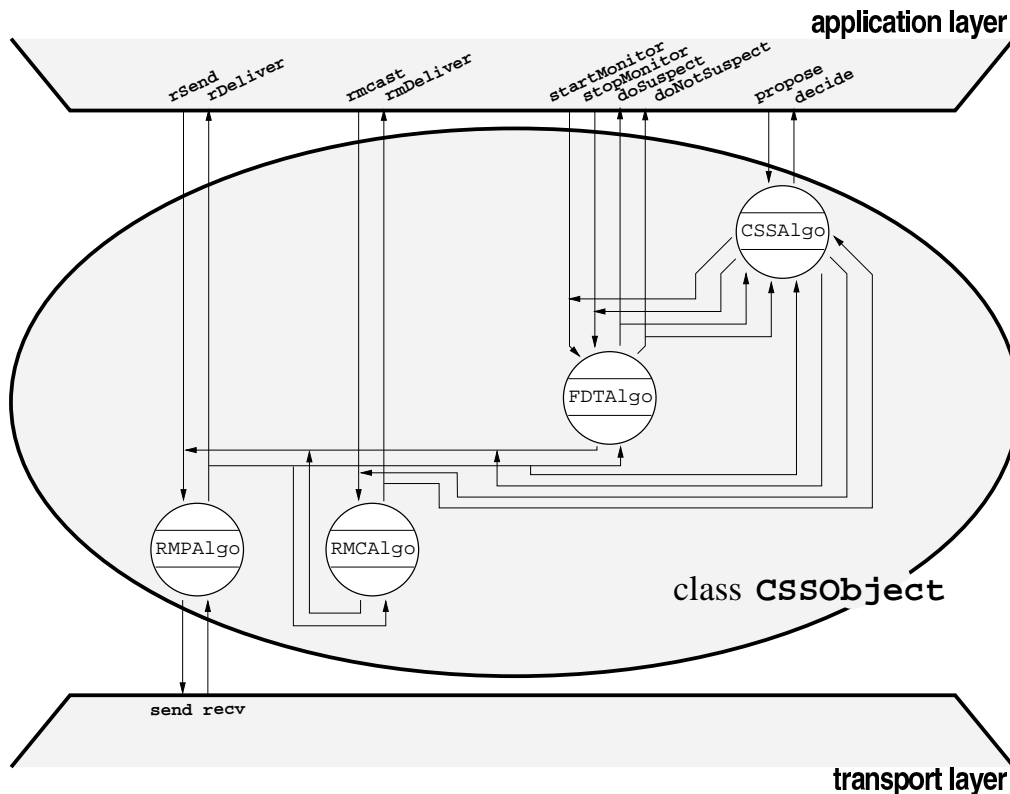 application layer
rSend
rDeliver
rmcast
rmDeliver
startMonitor
stopMonitor
doSuspect
doNotSuspect
propose
decide
CSSAlgo
FDTAlgo
RMPAlgo
RMCAlgo
class CSSObject
send recv
transport layer